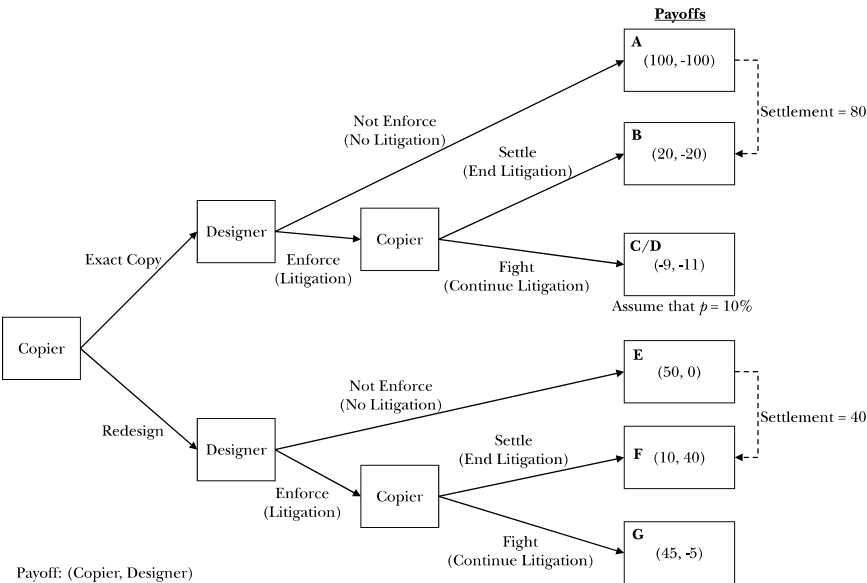 Payoffs
A
(100, -100)
Settlement = 80
Not Enforce
(No Litigation)
B
(20, -20)
Settle
(End Litigation)
Designer
Copier
Exact Copy
Enforce
(Litigation)
C/D
(-9, -11)
Fight
(Continue Litigation)
Assume that p = 10%
Copier
E
(50, 0)
Not Enforce
(No Litigation)
Settlement = 40
Redesign
Designer
Settle
(End Litigation)
F (10, 40)
Enforce
(Litigation)
Copier
G
(45, -5)
Fight
(Continue Litigation)
Payoff: (Copier, Designer)